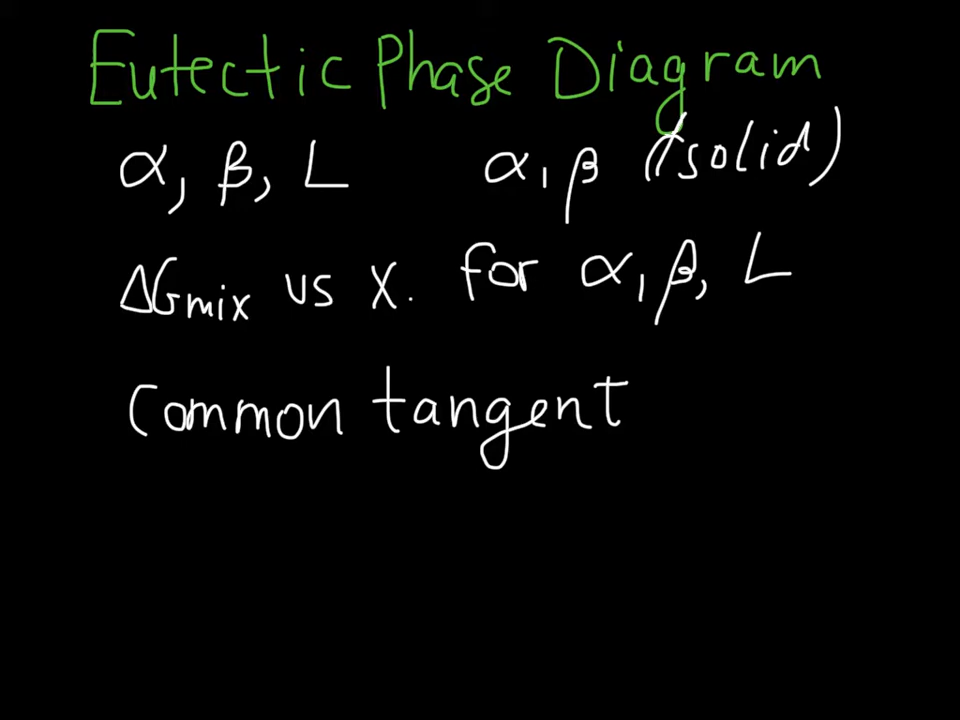 Eutectic Phase Diagram
α, β, L α, β (solid)
ΔGmix vs X. for α, β, L
Common tangent